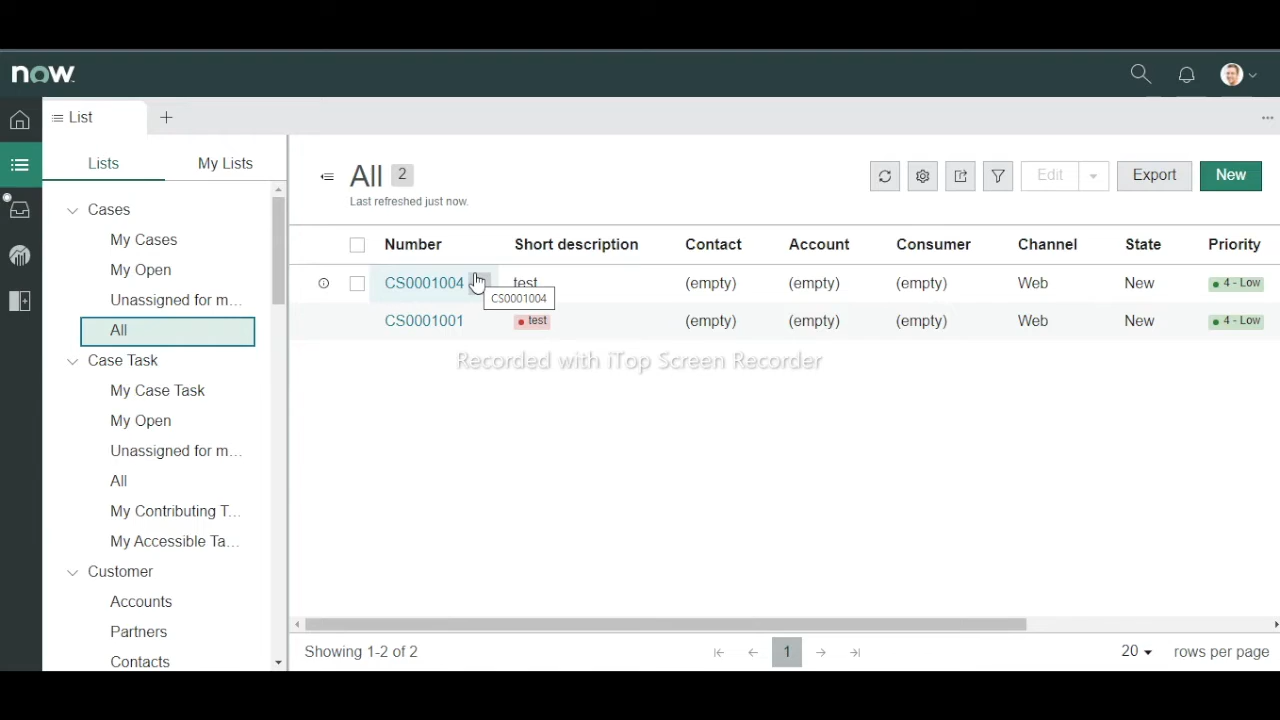 now.
List
Lists
My Lists
Cases
My Cases
My Open
Unassigned for m...
All
Case Task
My Case Task
My Open
Unassigned for m...
All
My Contributing T...
My Accessible Ta...
Customer
Accounts
Partners
Contacts
All 2
Last refreshed just now.
Edit
Export
New
Number Short description Contact Account Consumer Channel State Priority
CS0001004 test (empty) (empty) (empty) Web New 4 - Low
CS0001004
CS0001001 test (empty) (empty) (empty) Web New 4 - Low
Recorded with iTop Screen Recorder
Showing 1-2 of 2
1
20 rows per page